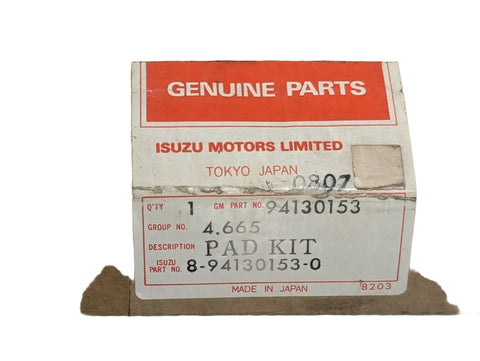 GENUINE PARTS
ISUZU MOTORS LIMITED
TOKYO JAPAN
0807
Q'TY 1 GM PART NO. 94130153
GROUP NO. 4.665
DESCRIPTION PAD KIT
ISUZU PART NO. 8-94130153-0
MADE IN JAPAN 8203